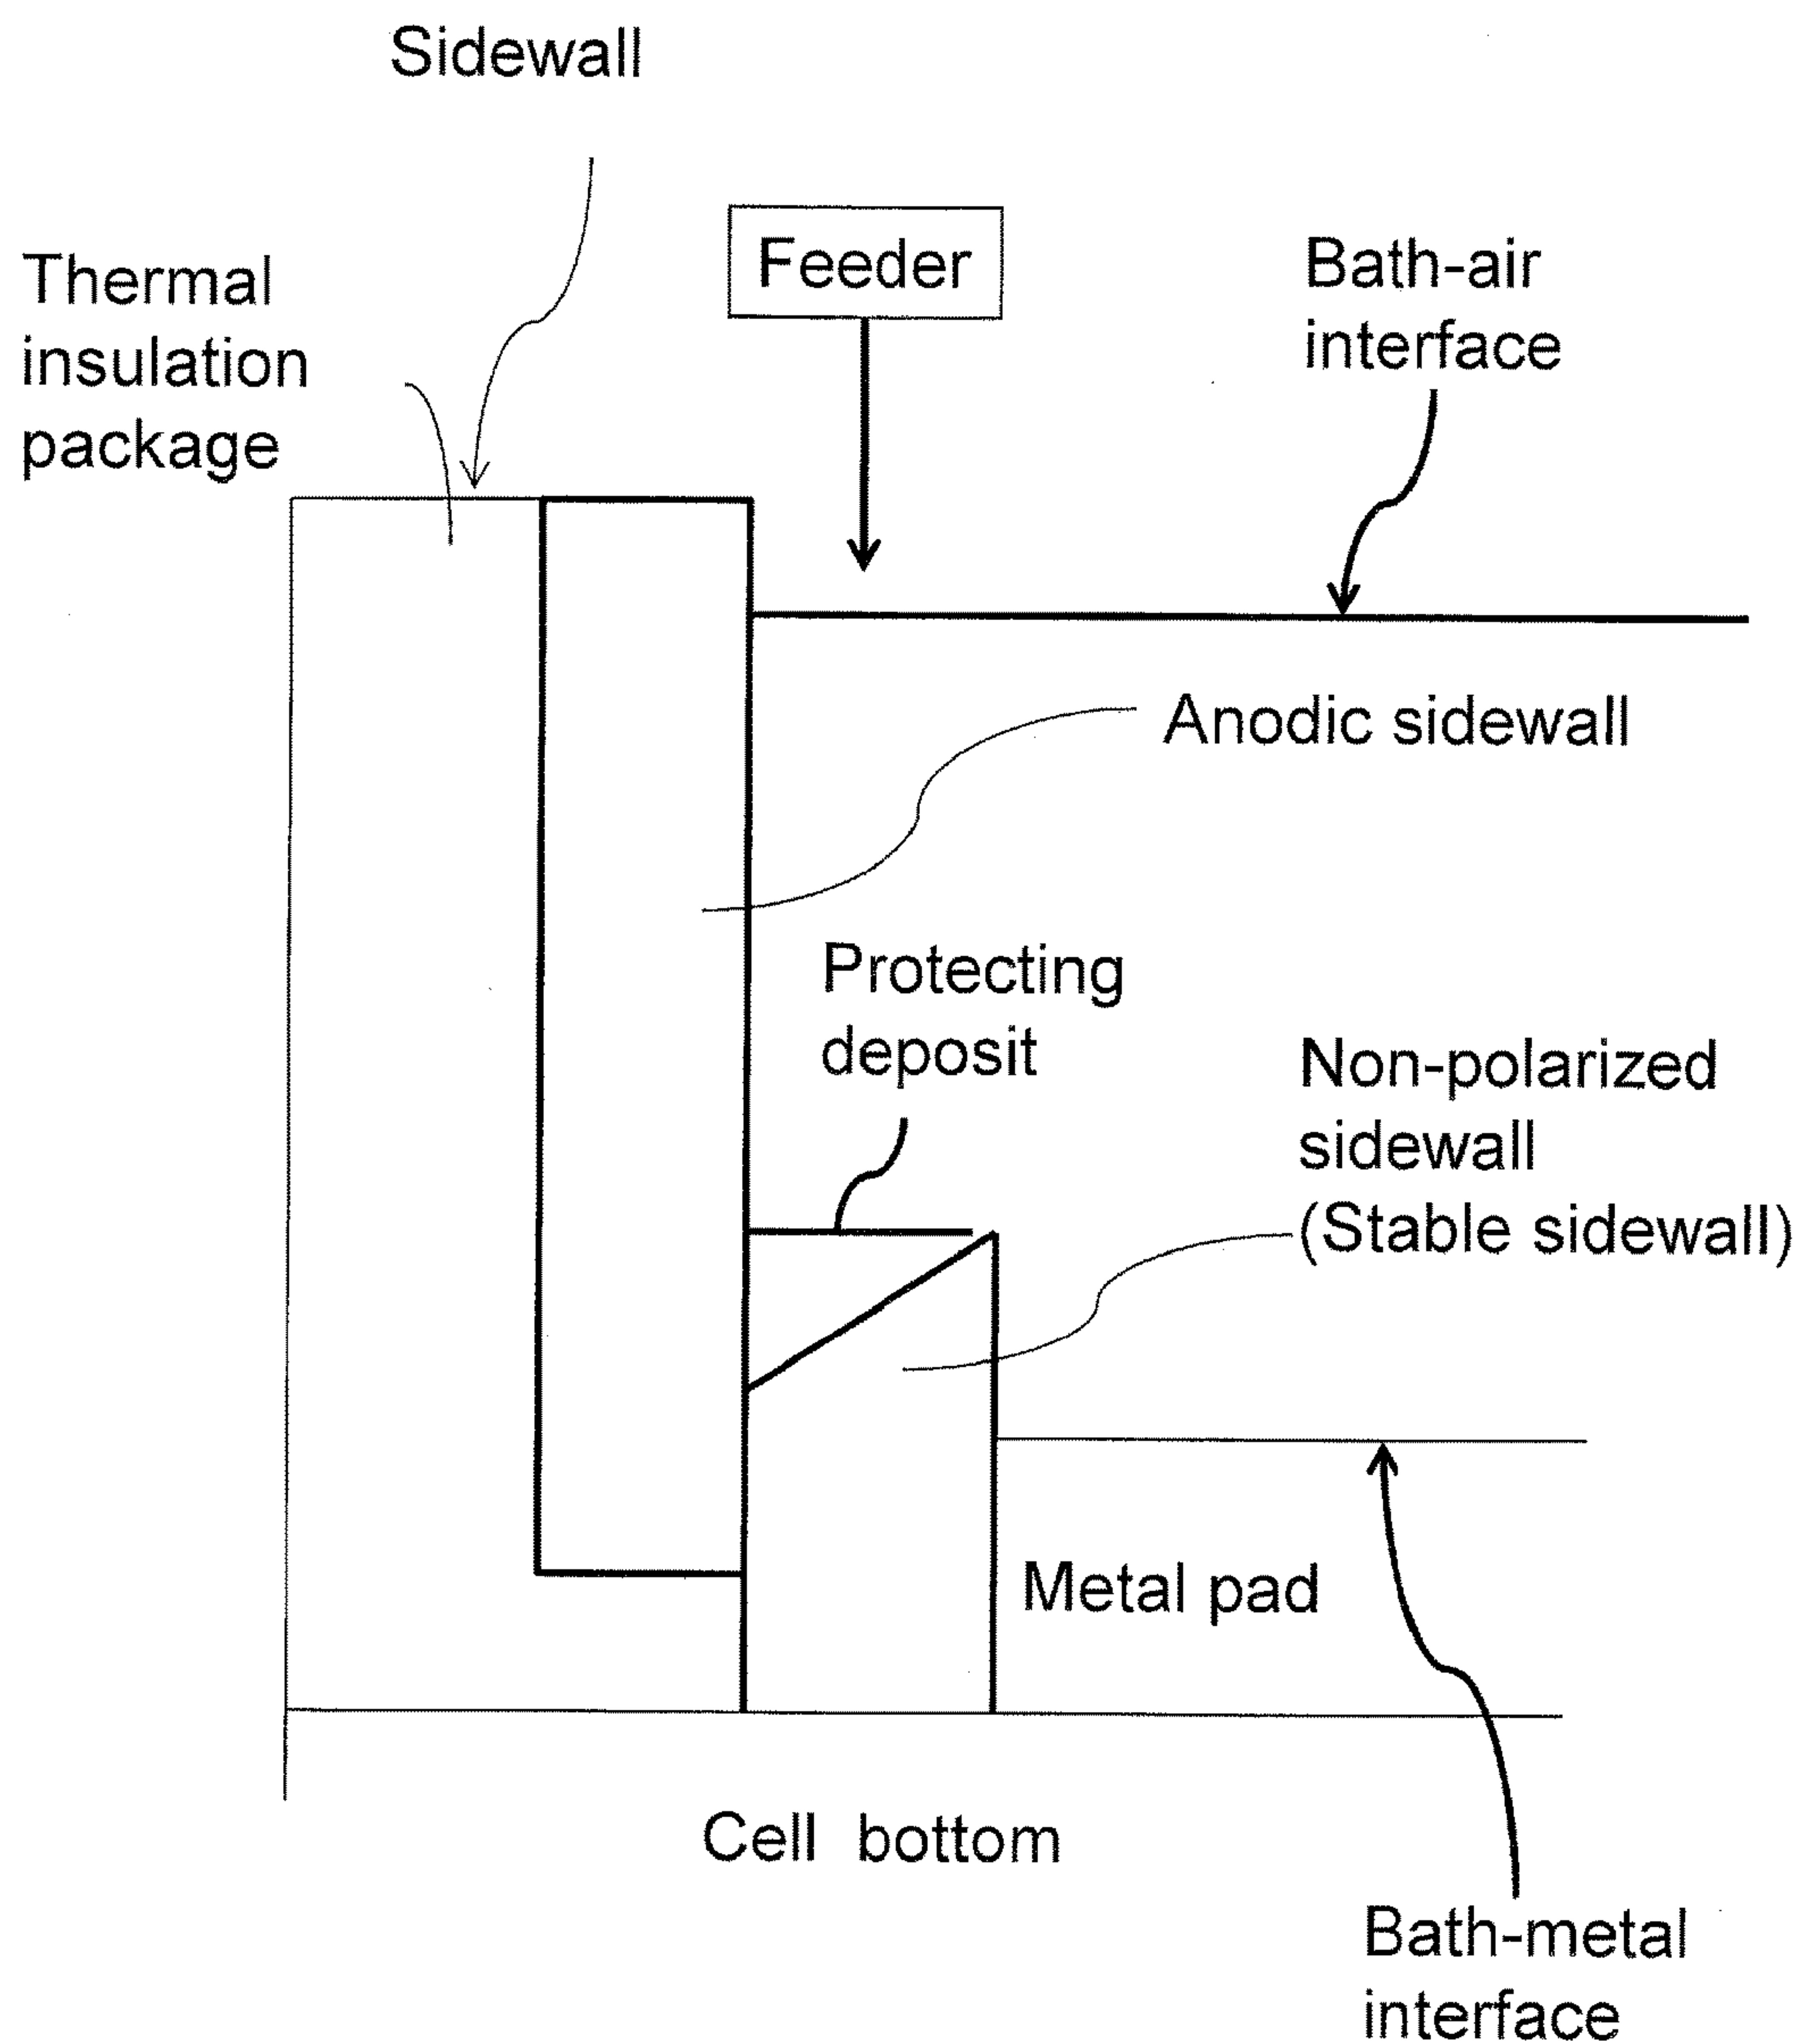 Sidewall
Thermal
insulation
package
Feeder
Bath-air
interface
Anodic sidewall
Protecting
deposit
Non-polarized
sidewall
(Stable sidewall)
Metal pad
Cell bottom
Bath-metal
interface